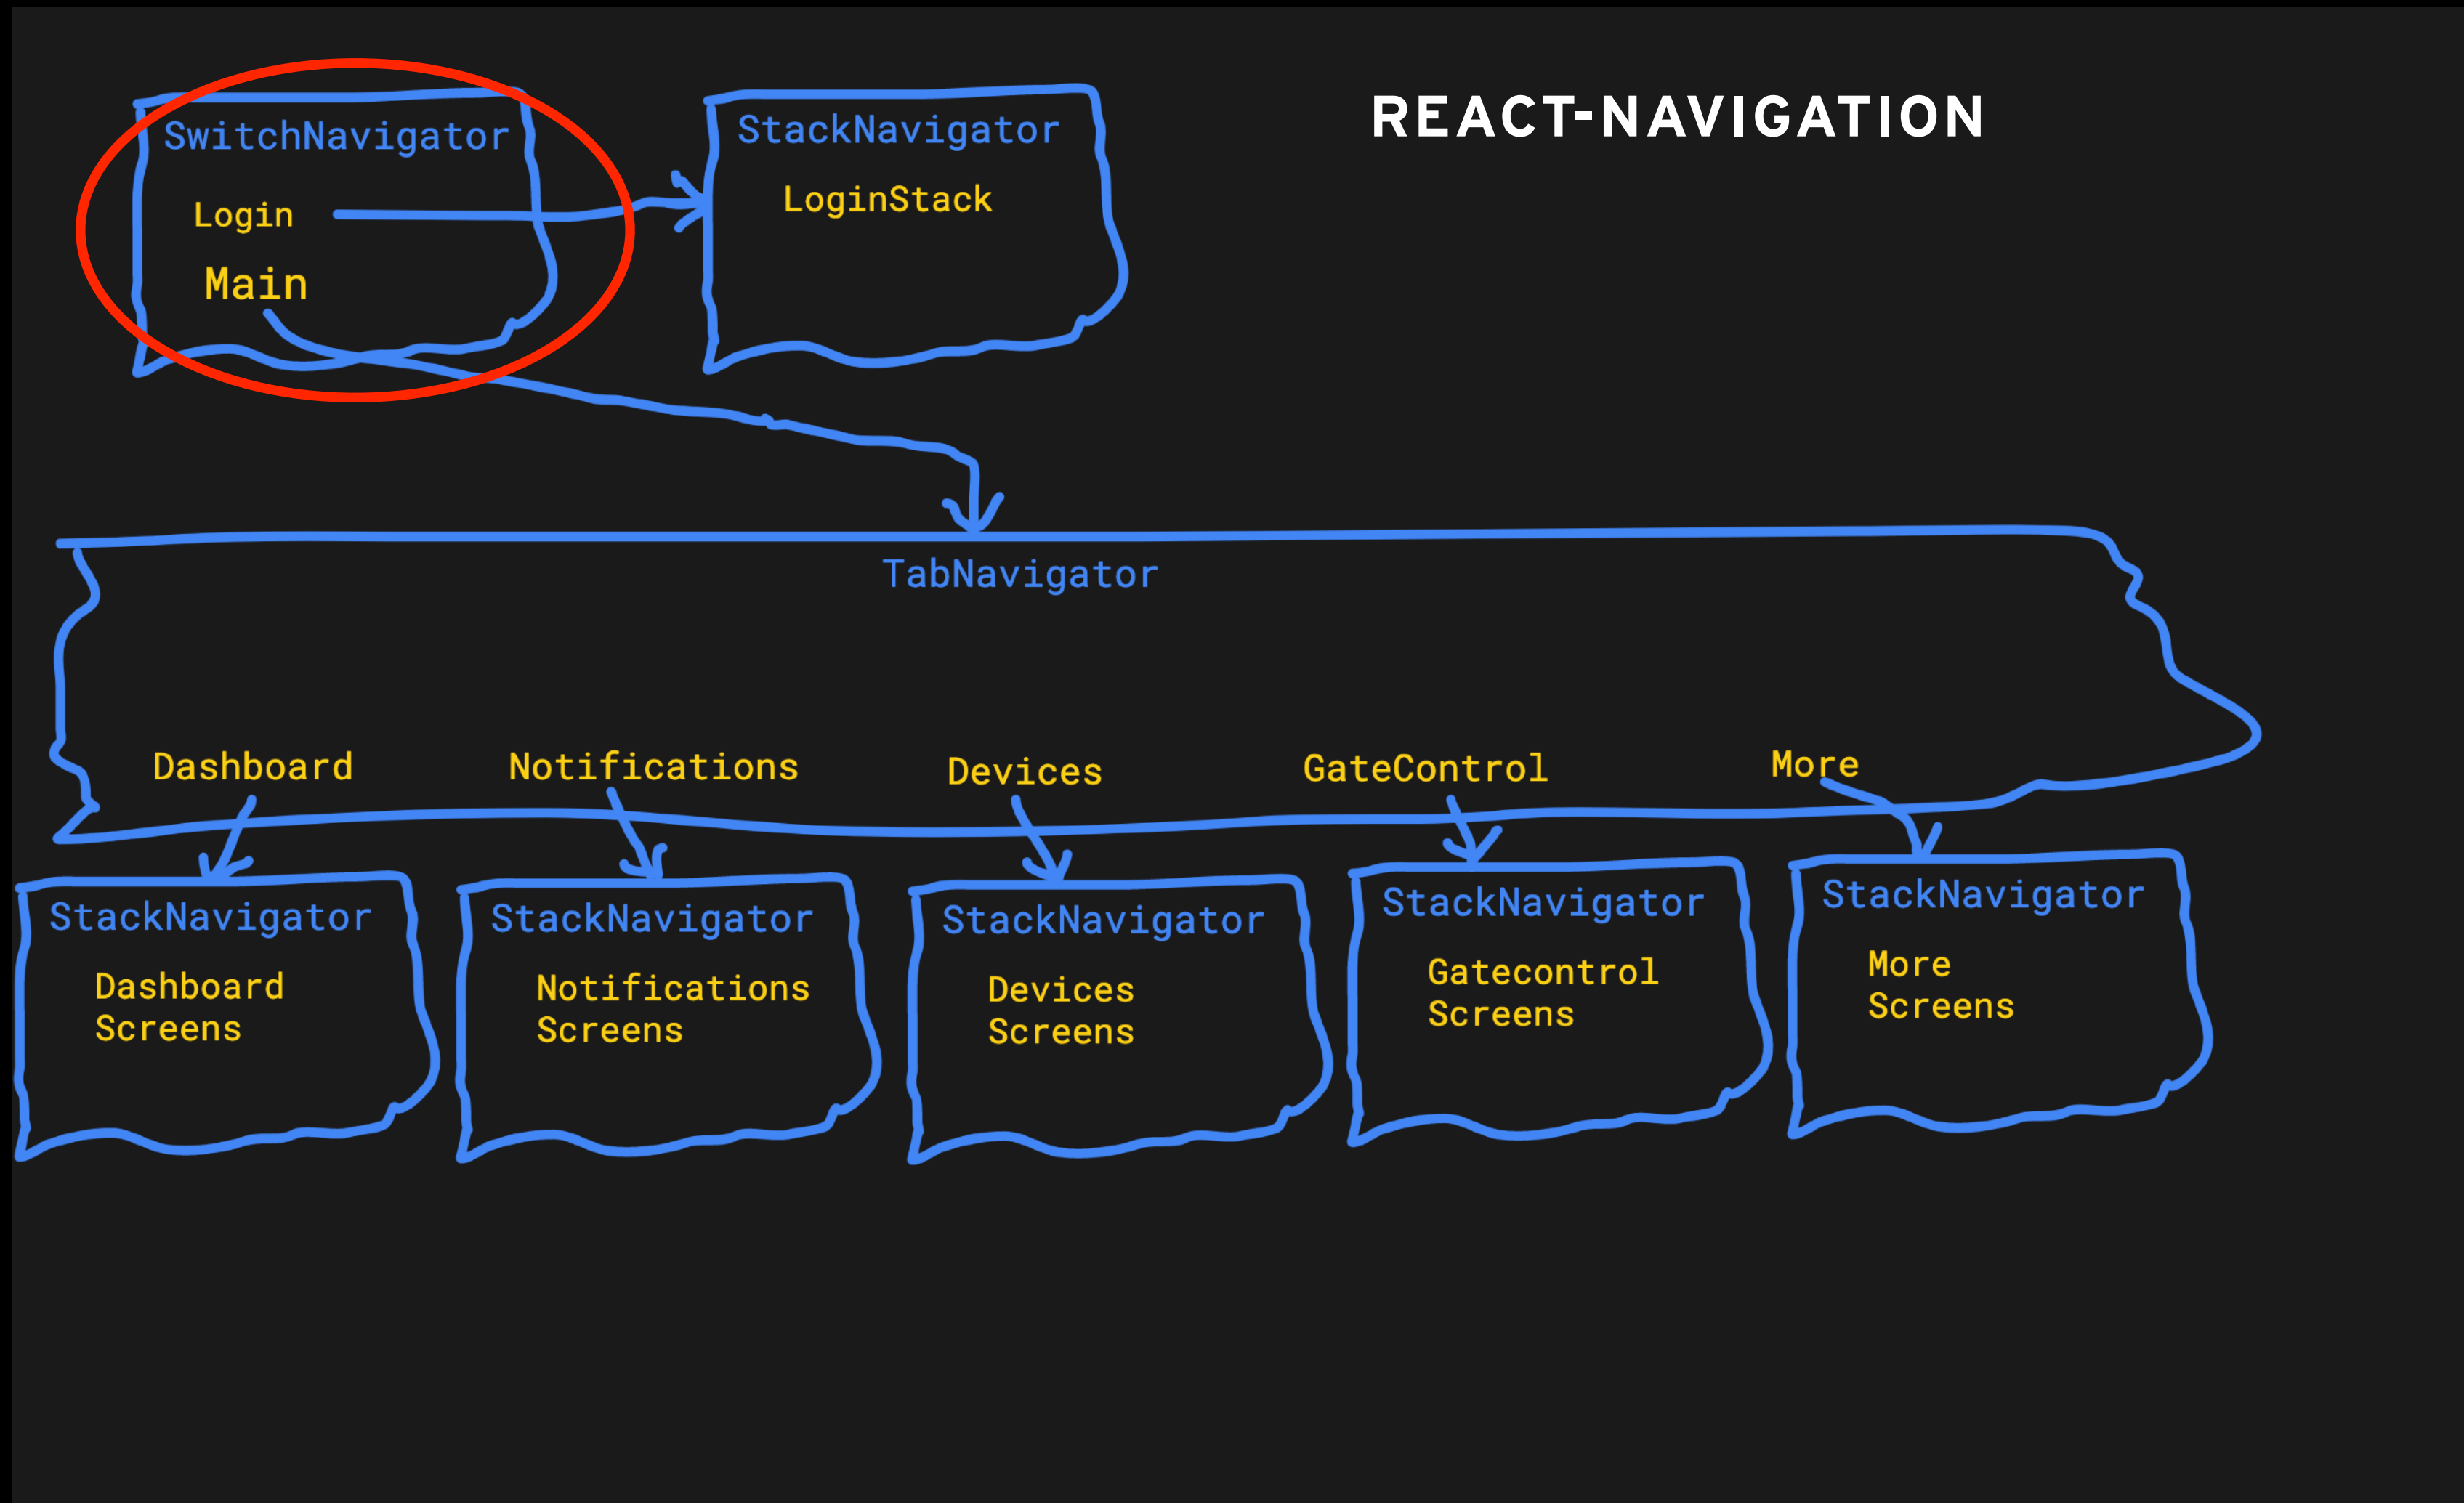 REACT-NAVIGATION
SwitchNavigator
Login
Main
StackNavigator
LoginStack
TabNavigator
Dashboard
Notifications
Devices
GateControl
More
StackNavigator
Dashboard
Screens
StackNavigator
Notifications
Screens
StackNavigator
Devices
Screens
StackNavigator
Gatecontrol
Screens
StackNavigator
More
Screens